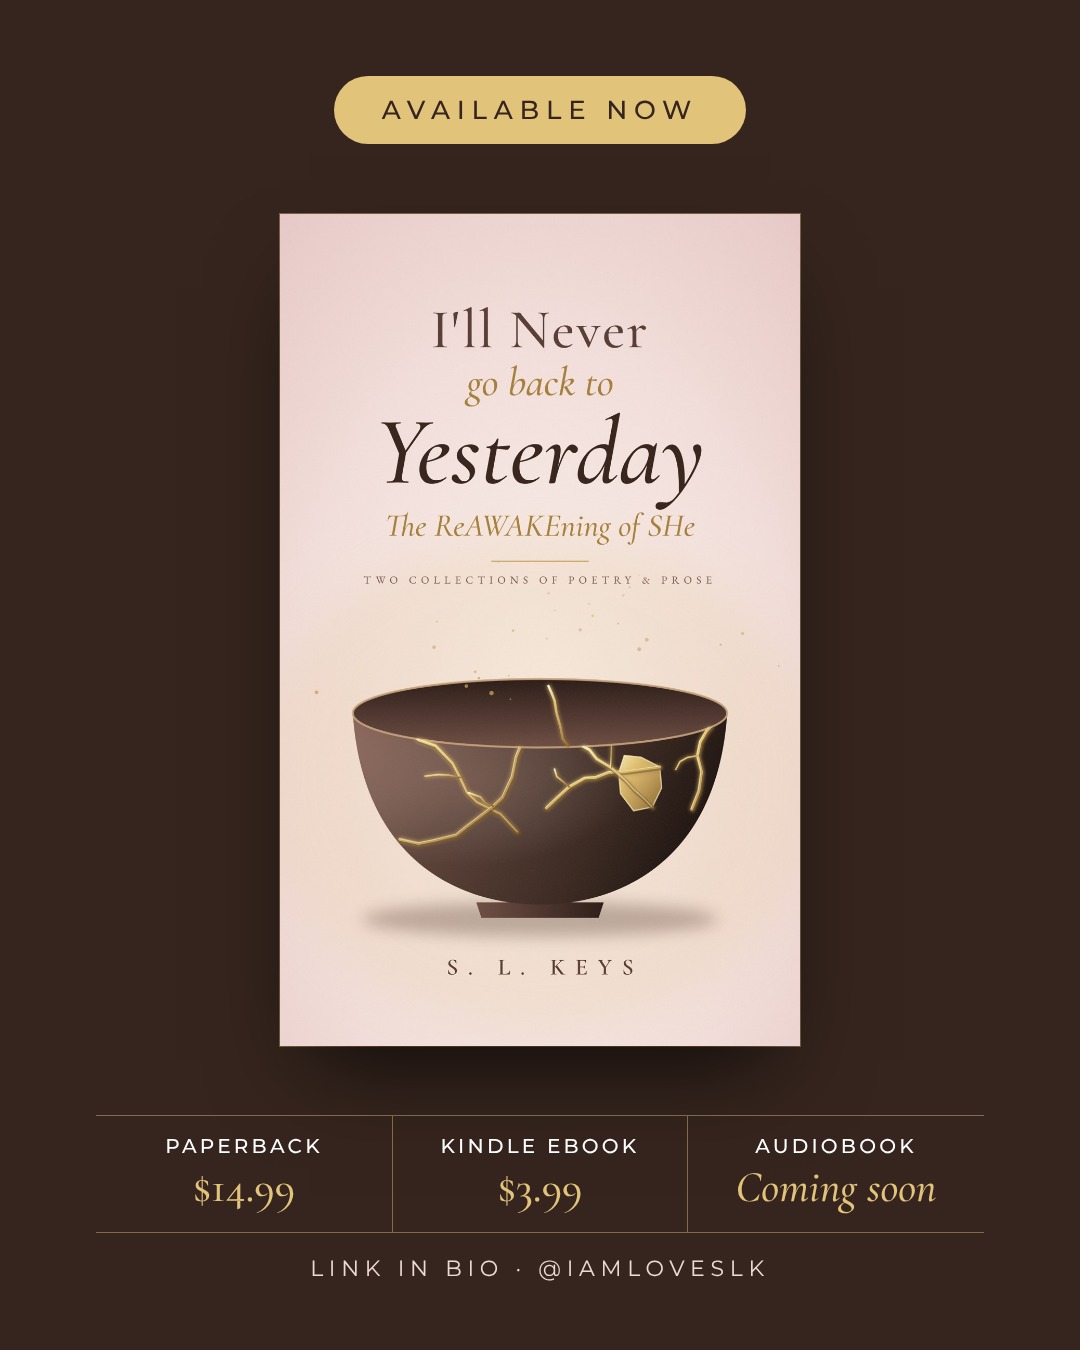 AVAILABLE NOW
I'll Never
go back to
Yesterday
The ReAWAKEning of SHe
TWO COLLECTIONS OF POETRY & PROSE
S. L. KEYS
PAPERBACK
$14.99
KINDLE EBOOK
$3.99
AUDIOBOOK
Coming soon
LINK IN BIO · @IAMLOVESLK